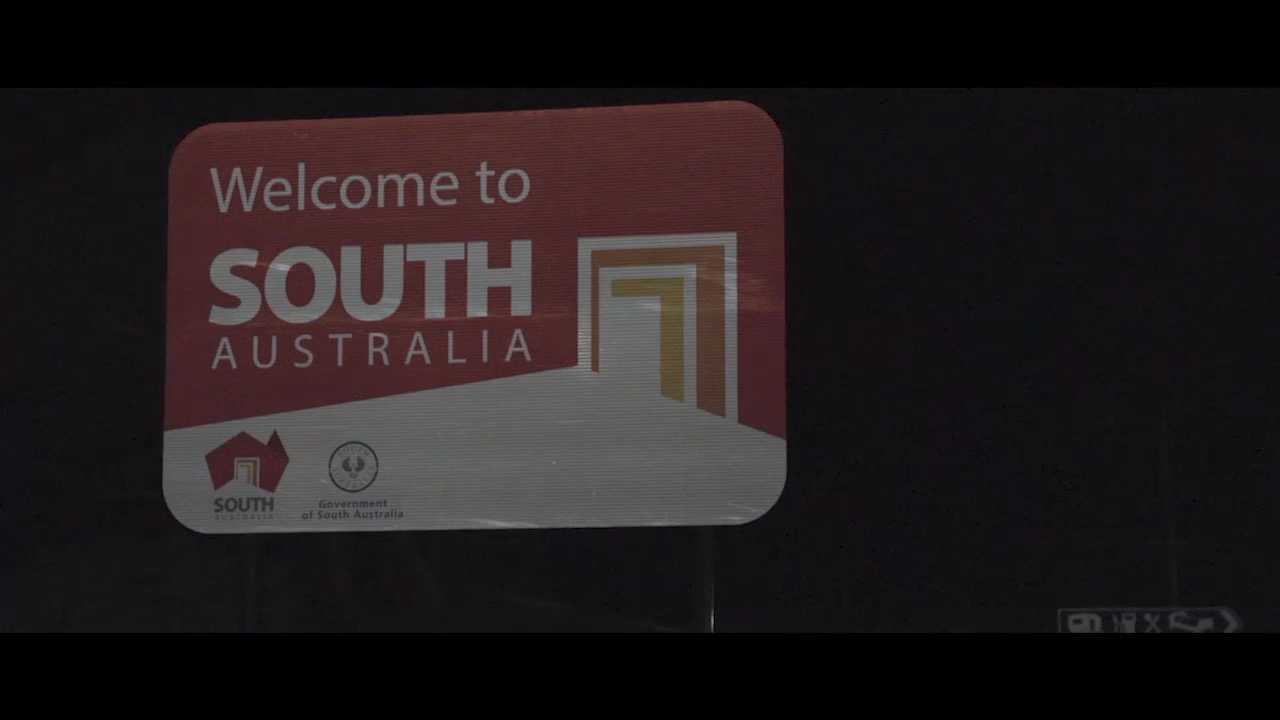 Welcome to
SOUTH
AUSTRALIA
SOUTH
AUSTRALIA
Government
of South Australia